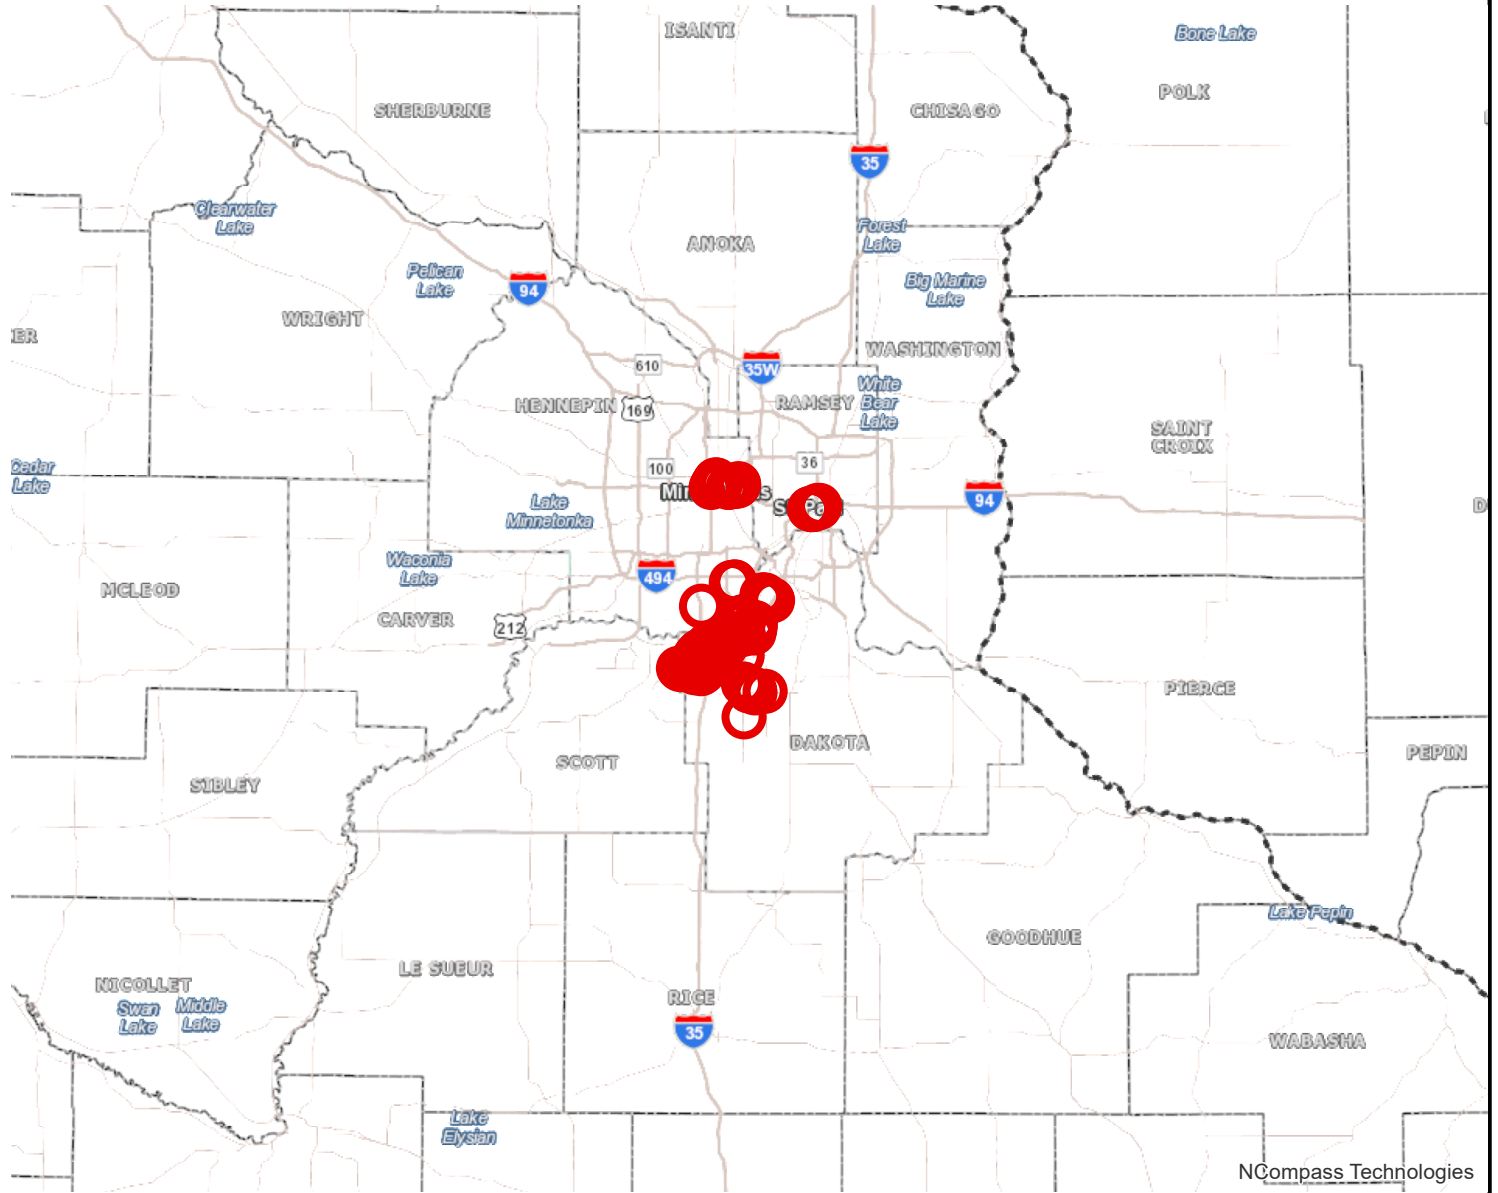 ISANTI
Bone Lake
POLK
SHERBURNE
CHISAGO
35
Clearwater
Lake
Forest
Lake
ANOKA
Pelican
Lake
Big Marine
Lake
94
WRIGHT
ER
WASHINGTON
610
35W
White
Bear
Lake
HENNEPIN
169
RAMSEY
SAINT
CROIX
100
36
Cedar
Lake
94
Lake
Minnetonka
D
Waconia
Lake
494
MCLEOD
CARVER
212
PIERCE
DAKOTA
PEPIN
SCOTT
SIBLEY
Lake Pepin
GOODHUE
LE SUEUR
NICOLLET
Swan
Lake
Middle
Lake
RICE
35
WABASHA
Lake
Elysian
NCompass Technologies